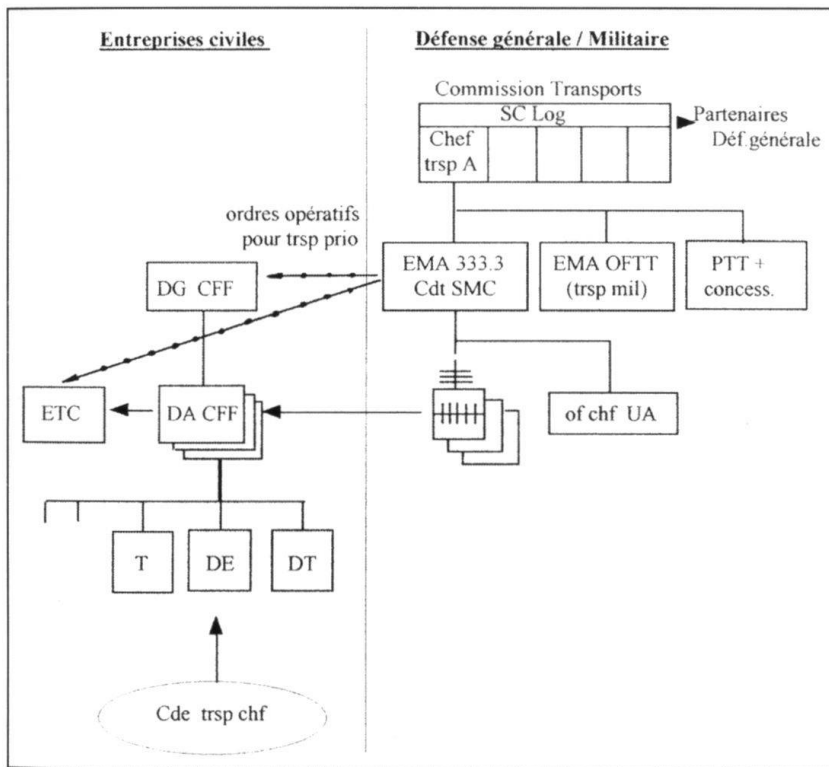 Entreprises civiles
Défense générale / Militaire
Commission Transports
SC Log
Partenaires
Déf.générale
Chef
trsp A
ordres opératifs
pour trsp prio
DG CFF
EMA 333.3
Cdt SMC
EMA OFTT
(trsp mil)
PTT +
concess.
ETC
DA CFF
of chf UA
T
DE
DT
Cde trsp chf